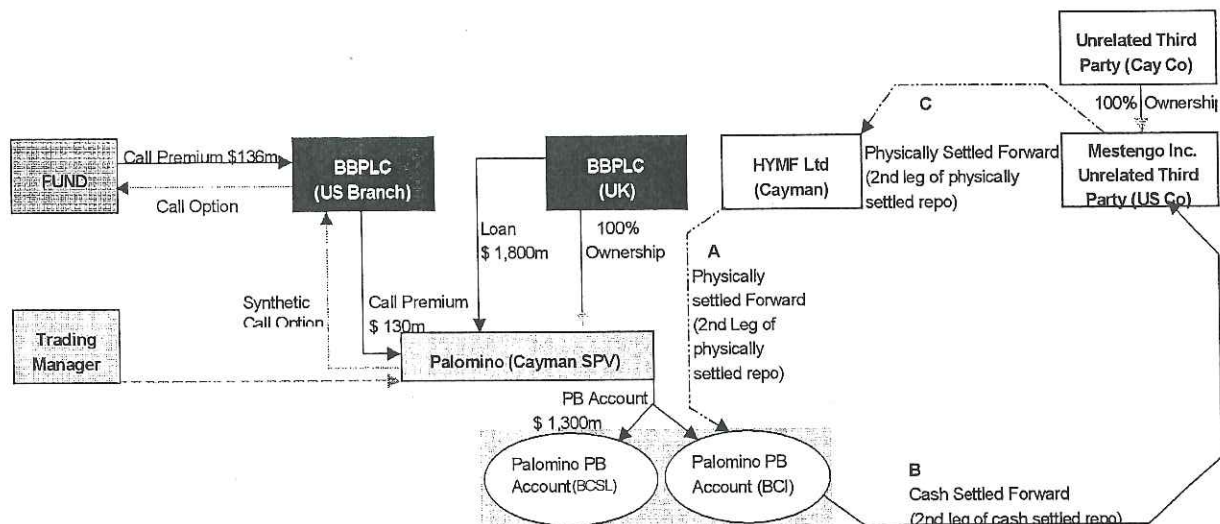 Unrelated Third
Party (Cay Co)
100% Ownership
C
Call Premium $136m
FUND
Call Option
BBPLC
(US Branch)
BBPLC
(UK)
HYMF Ltd
(Cayman)
Physically Settled Forward
(2nd leg of physically
settled repo)
Mestengo Inc.
Unrelated Third
Party (US Co)
Loan
$ 1,800m
100%
Ownership
A
Physically
settled Forward
(2nd Leg of
physically
settled repo)
Synthetic
Call Option
Call Premium
$ 130m
Trading
Manager
Palomino (Cayman SPV)
PB Account
$ 1,300m
Palomino PB
Account(BCSL)
Palomino PB
Account (BCI)
B
Cash Settled Forward
(2nd leg of cash settled repo)